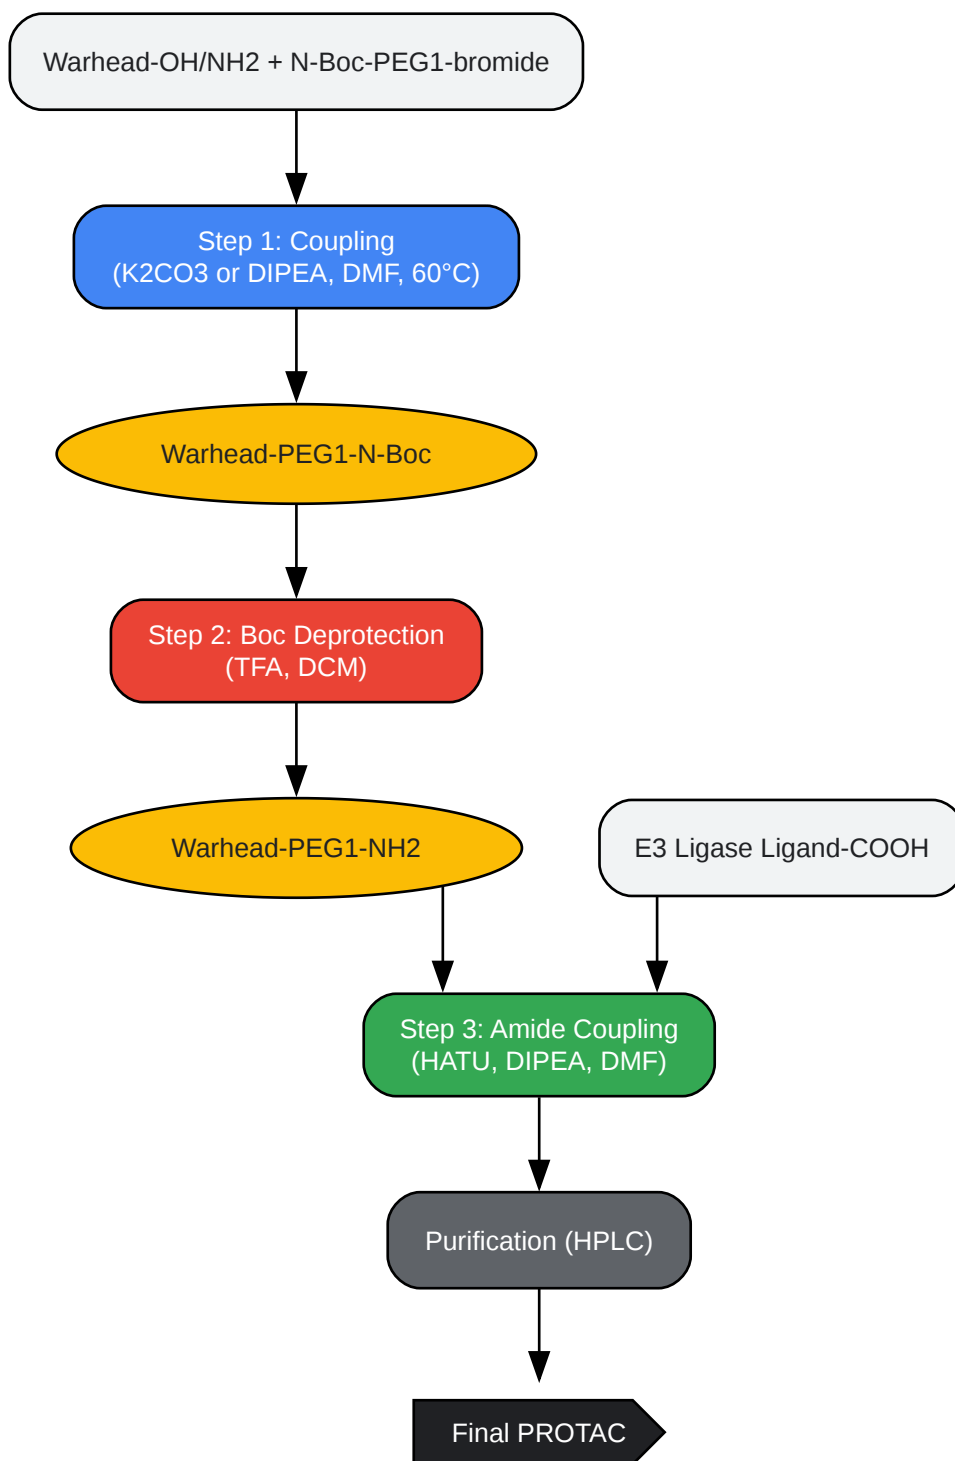 Warhead-OH/NH2 + N-Boc-PEG1-bromide
Step 1: Coupling
(K2CO3 or DIPEA, DMF, 60°C)
Warhead-PEG1-N-Boc
Step 2: Boc Deprotection
(TFA, DCM)
Warhead-PEG1-NH2
E3 Ligase Ligand-COOH
Step 3: Amide Coupling
(HATU, DIPEA, DMF)
Purification (HPLC)
Final PROTAC